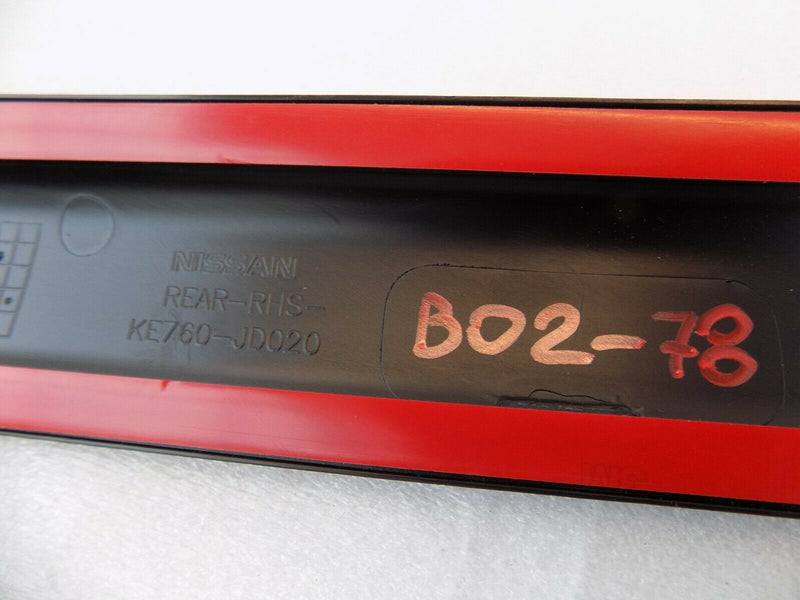 NISSAN
REAR-RHS-
KE760-JD020
B02-78